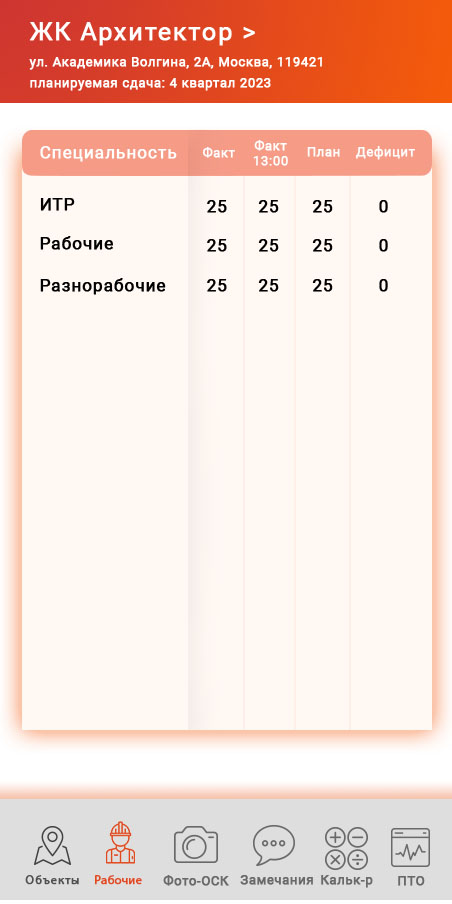 ЖК Архитектор >
ул. Академика Волгина, 2А, Москва, 119421
планируемая сдача: 4 квартал 2023
Специальность Факт Факт 13:00 План Дефицит
ИТР 25 25 25 0
Рабочие 25 25 25 0
Разнорабочие 25 25 25 0
Объекты Рабочие Фото-ОСК Замечания Кальк-р ПТО